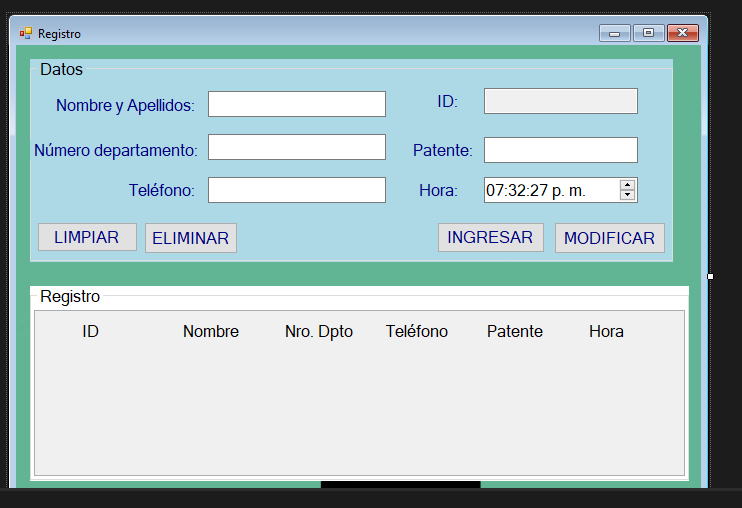 Registro
Datos
Nombre y Apellidos:
ID:
Número departamento:
Patente:
Teléfono:
Hora:
07:32:27 p. m.
LIMPIAR
ELIMINAR
INGRESAR
MODIFICAR
Registro
ID Nombre Nro. Dpto Teléfono Patente Hora